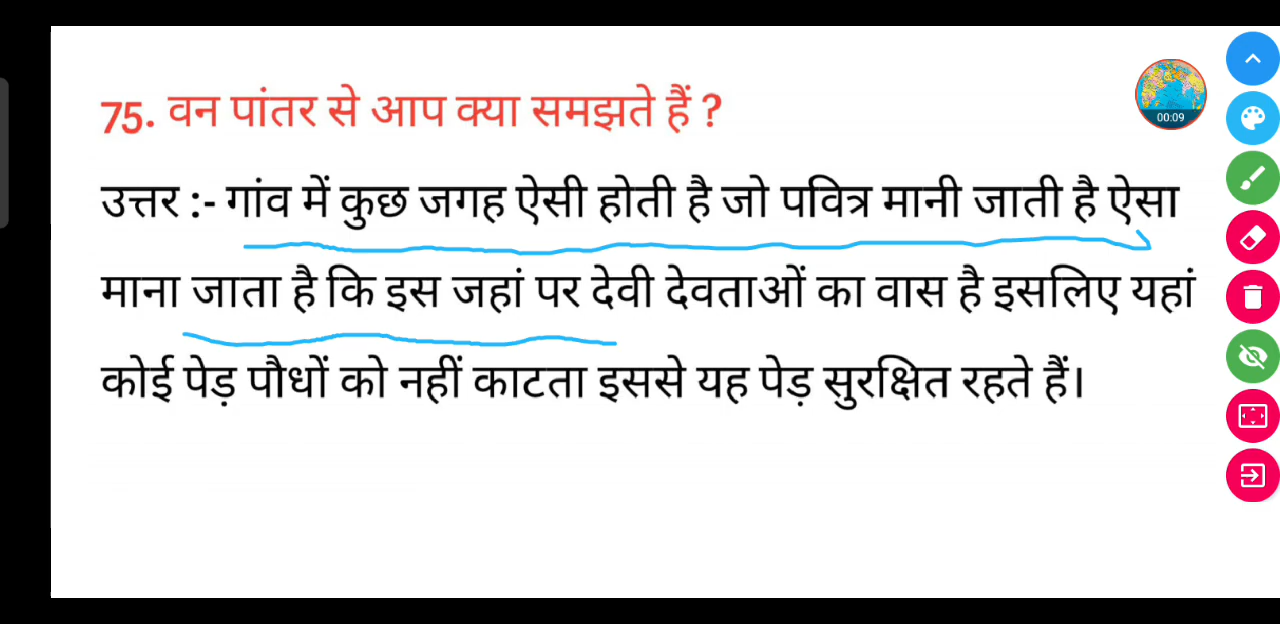 75. वन पांतर से आप क्या समझते हैं ?
00:09
उत्तर :- गांव में कुछ जगह ऐसी होती है जो पवित्र मानी जाती है ऐसा
माना जाता है कि इस जहां पर देवी देवताओं का वास है इसलिए यहां
कोई पेड़ पौधों को नहीं काटता इससे यह पेड़ सुरक्षित रहते हैं।